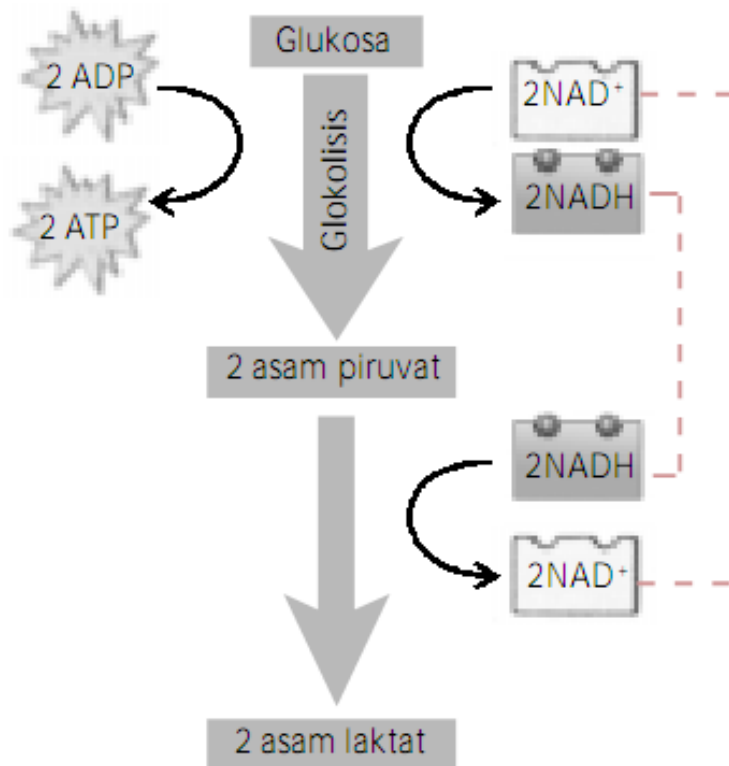 Glukosa
2 ADP
2NAD⁺
Glokolisis
2NADH
2 ATP
2 asam piruvat
2NADH
2NAD⁺
2 asam laktat